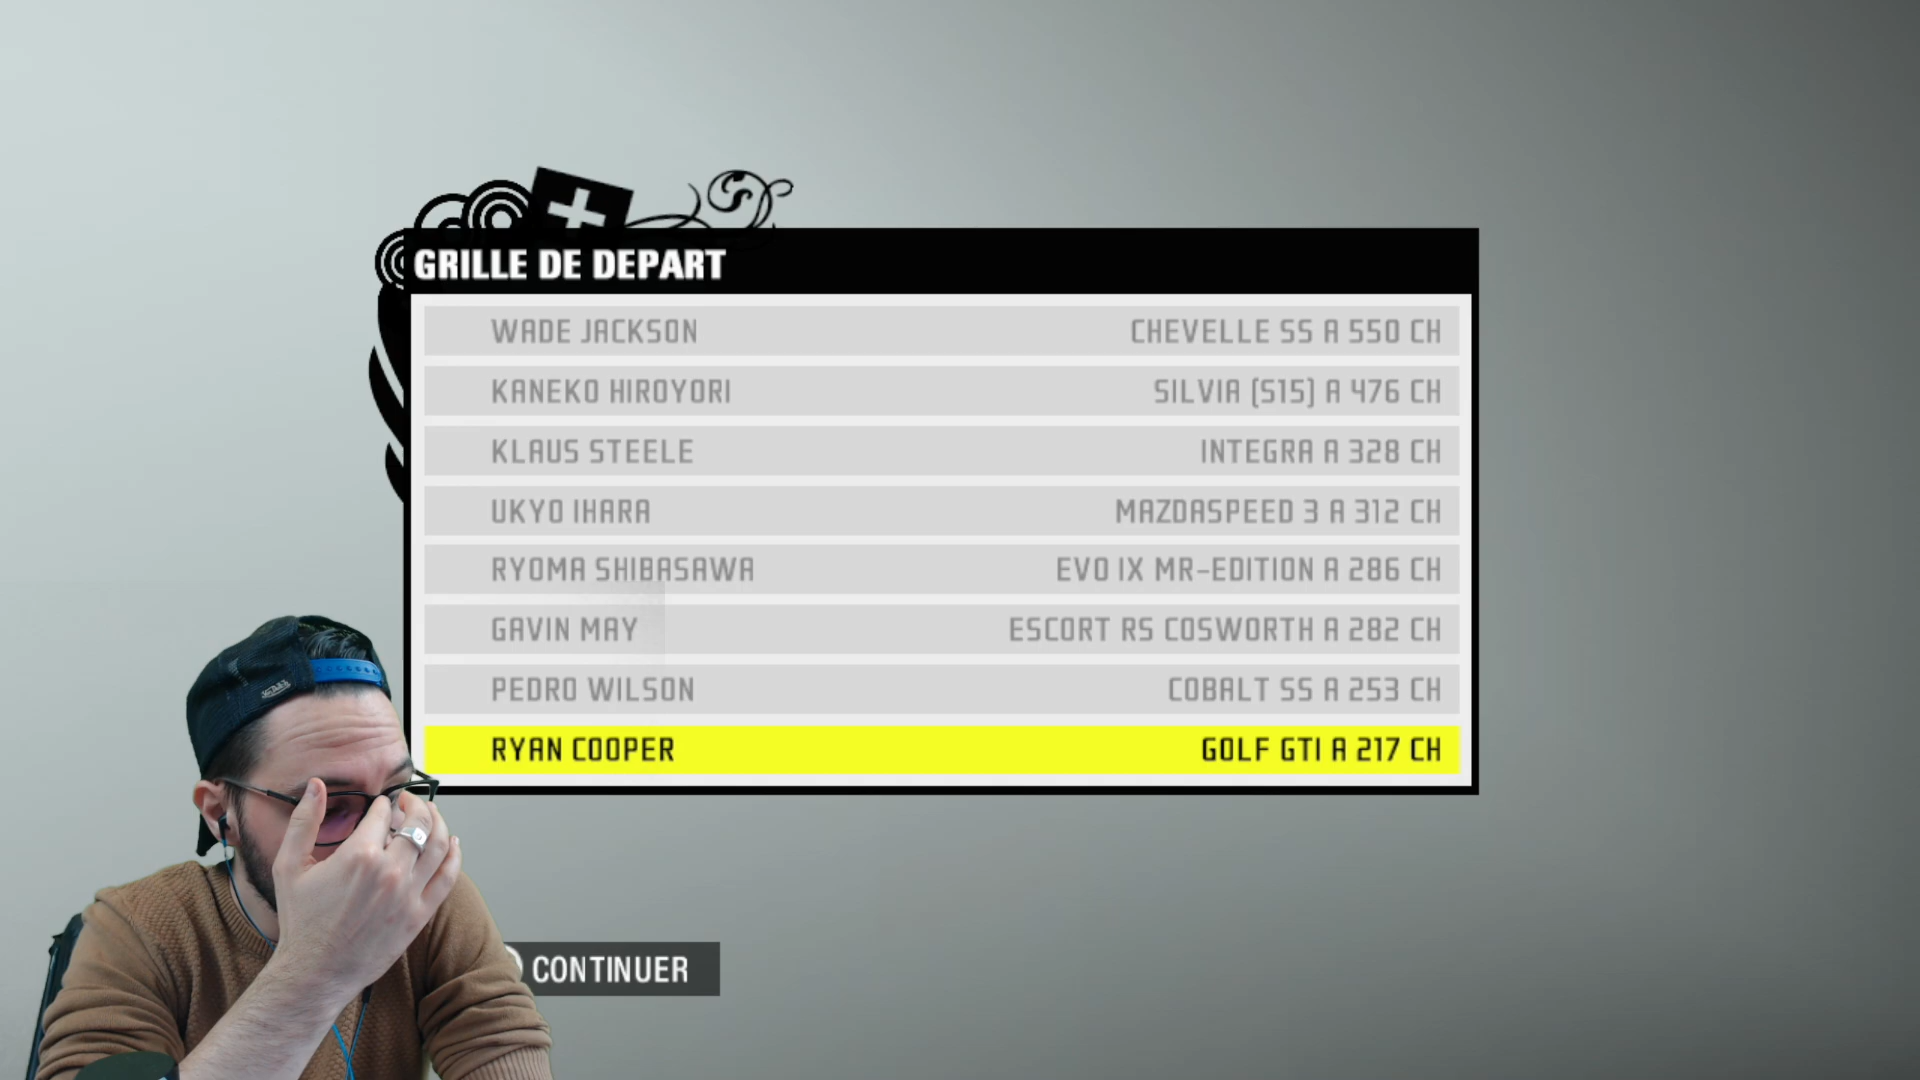 GRILLE DE DEPART
WADE JACKSON CHEVELLE SS A 550 CH
KANEKO HIROYORI SILVIA (S15) A 476 CH
KLAUS STEELE INTEGRA A 328 CH
UKYO IHARA MAZDASPEED 3 A 312 CH
RYOMA SHIBASAWA EVO IX MR-EDITION A 286 CH
GAVIN MAY ESCORT RS COSWORTH A 282 CH
PEDRO WILSON COBALT SS A 253 CH
RYAN COOPER GOLF GTI A 217 CH
CONTINUER